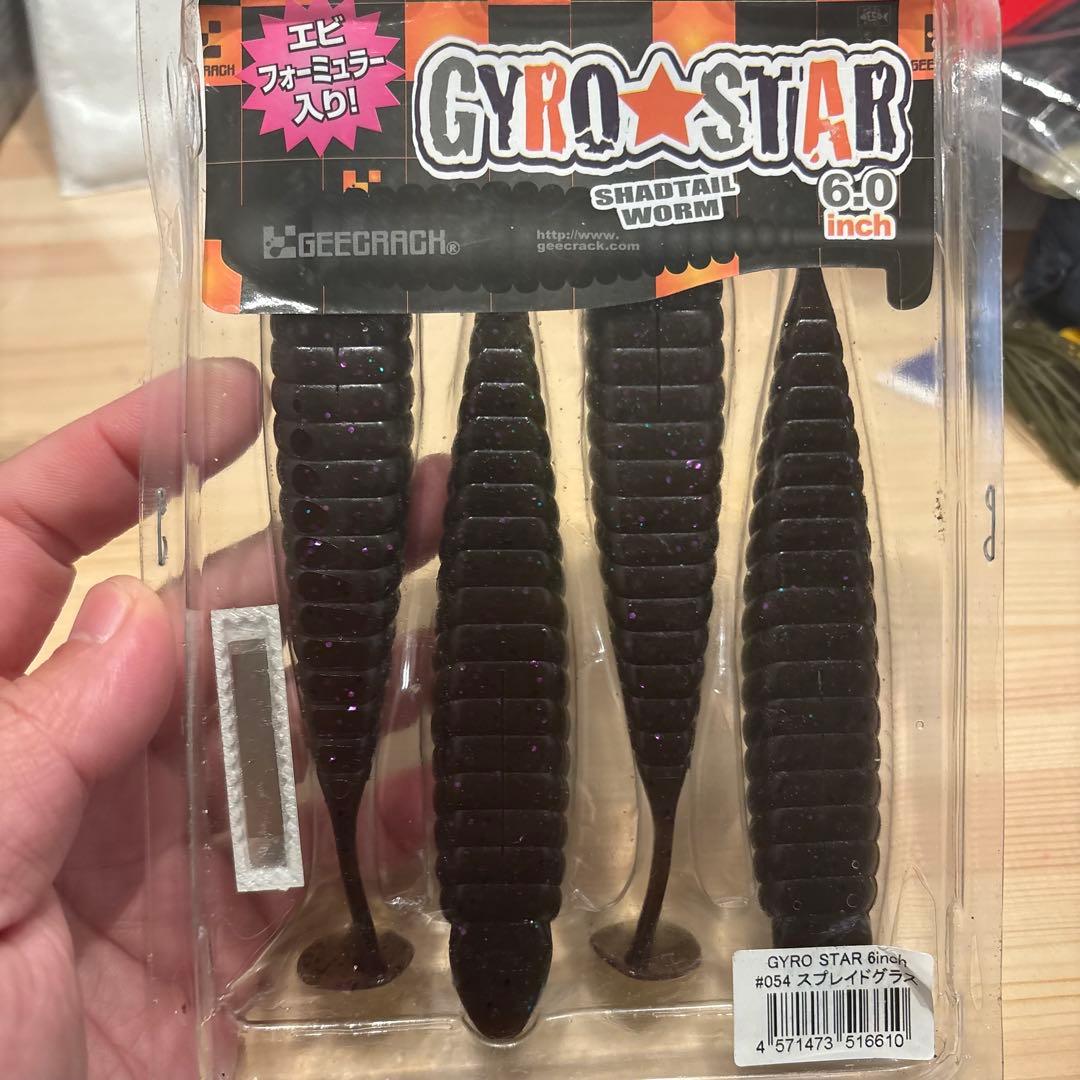 エビ
フォーミュラー
入り!
GYRO★STAR
SHADTAIL
WORM
6.0
inch
GEECRACK®
http://www.
geecrack.com
CRACK
GEE
GYRO STAR 6inch
#054 スプレイドグラス
4 571473 516610